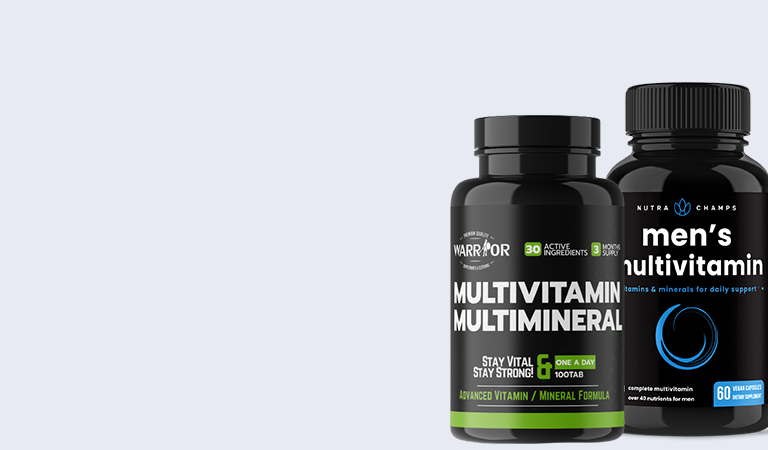 PREMIUM QUALITY
WARRIOR
30 ACTIVE INGREDIENTS
3 MONTHS SUPPLY
MULTIVITAMIN
MULTIMINERAL
STAY VITAL
STAY STRONG!
&
ONE A DAY
100TAB
ADVANCED VITAMIN / MINERAL FORMULA
NUTRA CHAMPS
men's
multivitamin
& minerals for daily support
complete multivitamin
over 40 nutrients for men
60 VEGAN CAPSULES
DIETARY SUPPLEMENT